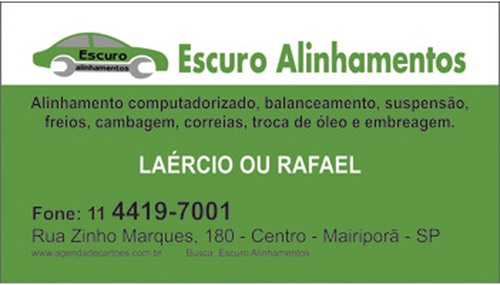 Escuro
alinhamentos
Escuro Alinhamentos
Alinhamento computadorizado, balanceamento, suspensão,
freios, cambagem, correias, troca de óleo e embreagem.
LAÉRCIO OU RAFAEL
Fone: 11 4419-7001
Rua Zinho Marques, 180 - Centro - Mairiporã - SP
www.agendadecartoes.com.br Busca: Escuro Alinhamentos